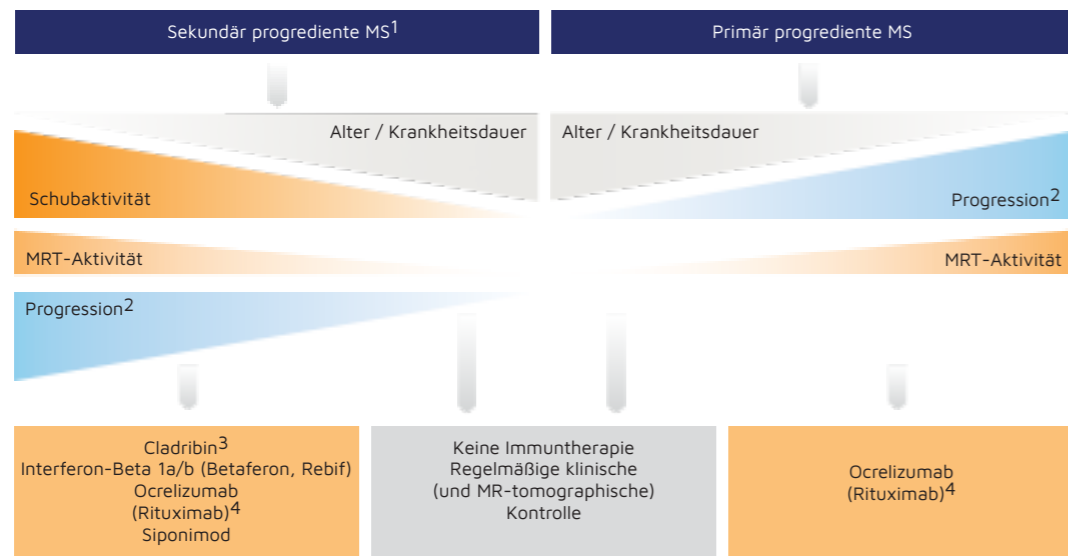 Sekundär progrediente MS1
Primär progrediente MS
Alter / Krankheitsdauer
Alter / Krankheitsdauer
Schubaktivität
Progression2
MRT-Aktivität
MRT-Aktivität
Progression2
Cladribin3
Interferon-Beta 1a/b (Betaferon, Rebif)
Ocrelizumab
(Rituximab)4
Siponimod
Keine Immuntherapie
Regelmäßige klinische
(und MR-tomographische)
Kontrolle
Ocrelizumab
(Rituximab)4